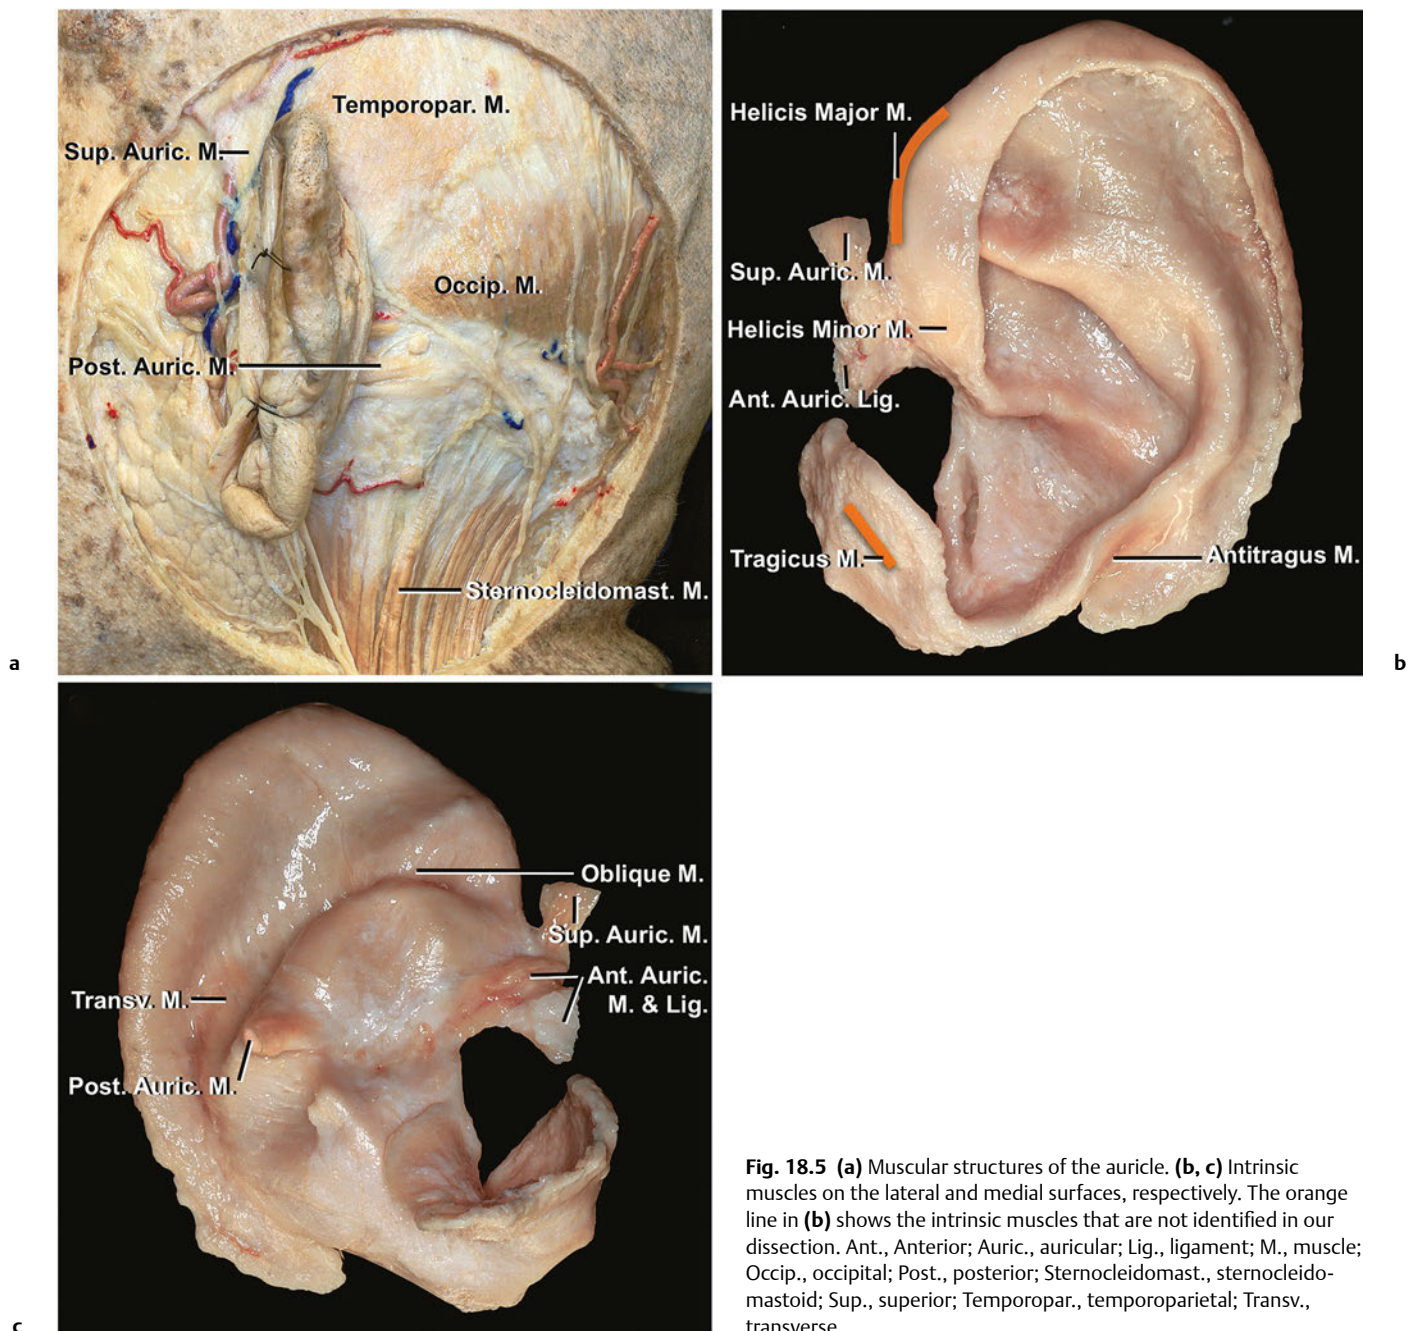 Temporopar. M.
Sup. Auric. M.
Occip. M.
Post. Auric. M.
Sternocleidomast. M.
a
Helicis Major M.
Sup. Auric. M.
Helicis Minor M.
Ant. Auric. Lig.
Tragicus M.
Antitragus M.
b
Oblique M.
Sup. Auric. M.
Ant. Auric.
M. & Lig.
Transv. M.
Post. Auric. M.
c
Fig. 18.5 (a) Muscular structures of the auricle. (b, c) Intrinsic
muscles on the lateral and medial surfaces, respectively. The orange
line in (b) shows the intrinsic muscles that are not identified in our
dissection. Ant., Anterior; Auric., auricular; Lig., ligament; M., muscle;
Occip., occipital; Post., posterior; Sternocleidomast., sternocleido-
mastoid; Sup., superior; Temporopar., temporoparietal; Transv.,
transverse